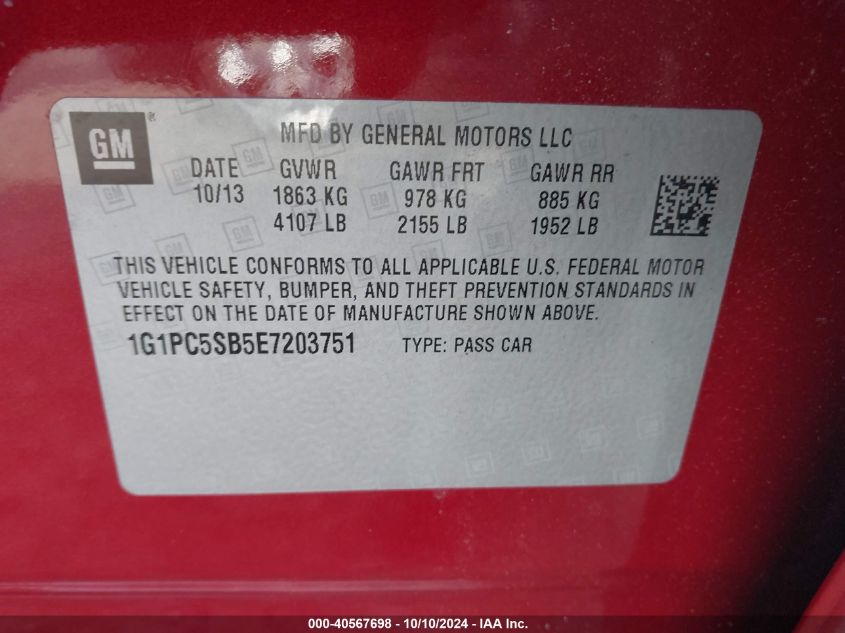 GM ®
MFD BY GENERAL MOTORS LLC
DATE GVWR GAWR FRT GAWR RR
10/13 1863 KG 978 KG 885 KG
4107 LB 2155 LB 1952 LB
THIS VEHICLE CONFORMS TO ALL APPLICABLE U.S. FEDERAL MOTOR
VEHICLE SAFETY, BUMPER, AND THEFT PREVENTION STANDARDS IN
EFFECT ON THE DATE OF MANUFACTURE SHOWN ABOVE.
1G1PC5SB5E7203751 TYPE: PASS CAR
000-40567698 - 10/10/2024 - IAA Inc.